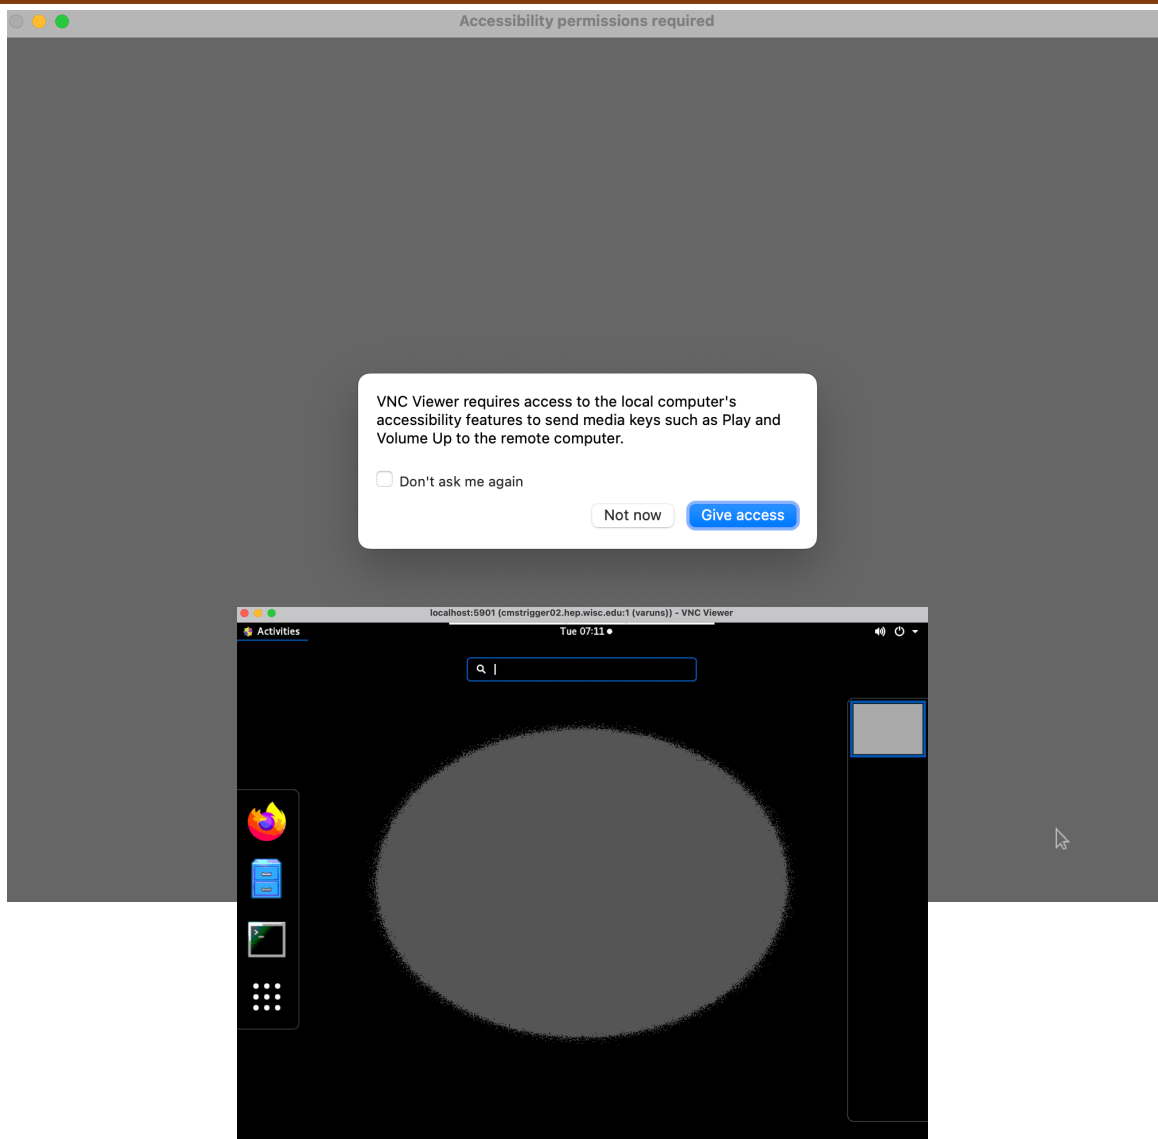 Accessibility permissions required
VNC Viewer requires access to the local computer's
accessibility features to send media keys such as Play and
Volume Up to the remote computer.
Don't ask me again
Not now
Give access
localhost:5901 (cmstrigger02.hep.wisc.edu:1 (varuns)) - VNC Viewer
Activities
Tue 07:11
>_